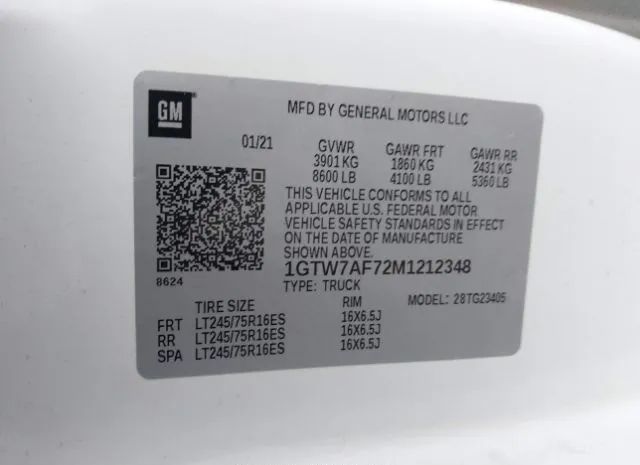 GM
MFD BY GENERAL MOTORS LLC
01/21 GVWR GAWR FRT GAWR RR
3901 KG 1860 KG 2431 KG
8600 LB 4100 LB 5360 LB
THIS VEHICLE CONFORMS TO ALL
APPLICABLE U.S. FEDERAL MOTOR
VEHICLE SAFETY STANDARDS IN EFFECT
ON THE DATE OF MANUFACTURE
SHOWN ABOVE.
1GTW7AF72M1212348
8624 TYPE: TRUCK MODEL: 28TG23405
TIRE SIZE RIM
FRT LT245/75R16ES 16X6.5J
RR LT245/75R16ES 16X6.5J
SPA LT245/75R16ES 16X6.5J